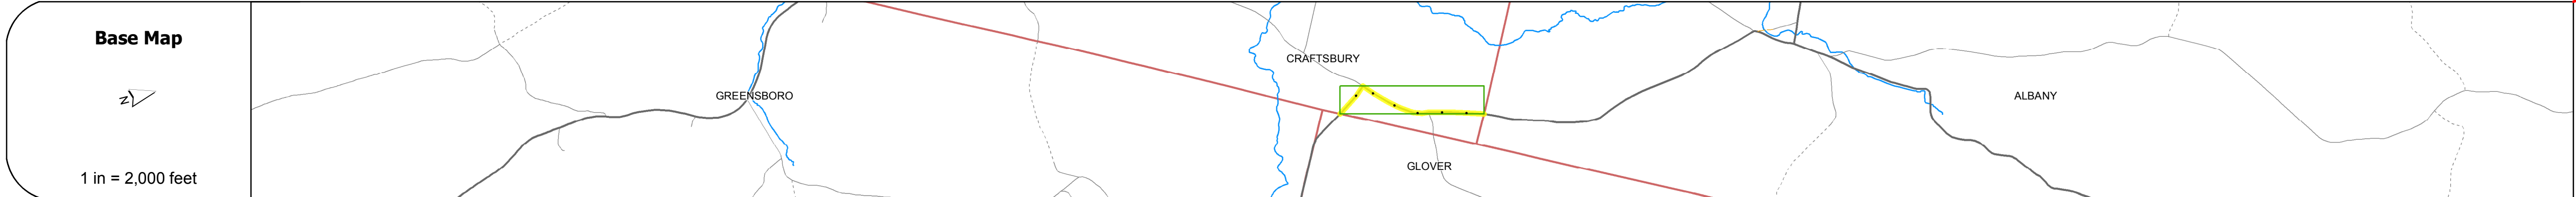 Base Map
N
1 in = 2,000 feet
GREENSBORO
CRAFTSBURY
GLOVER
ALBANY